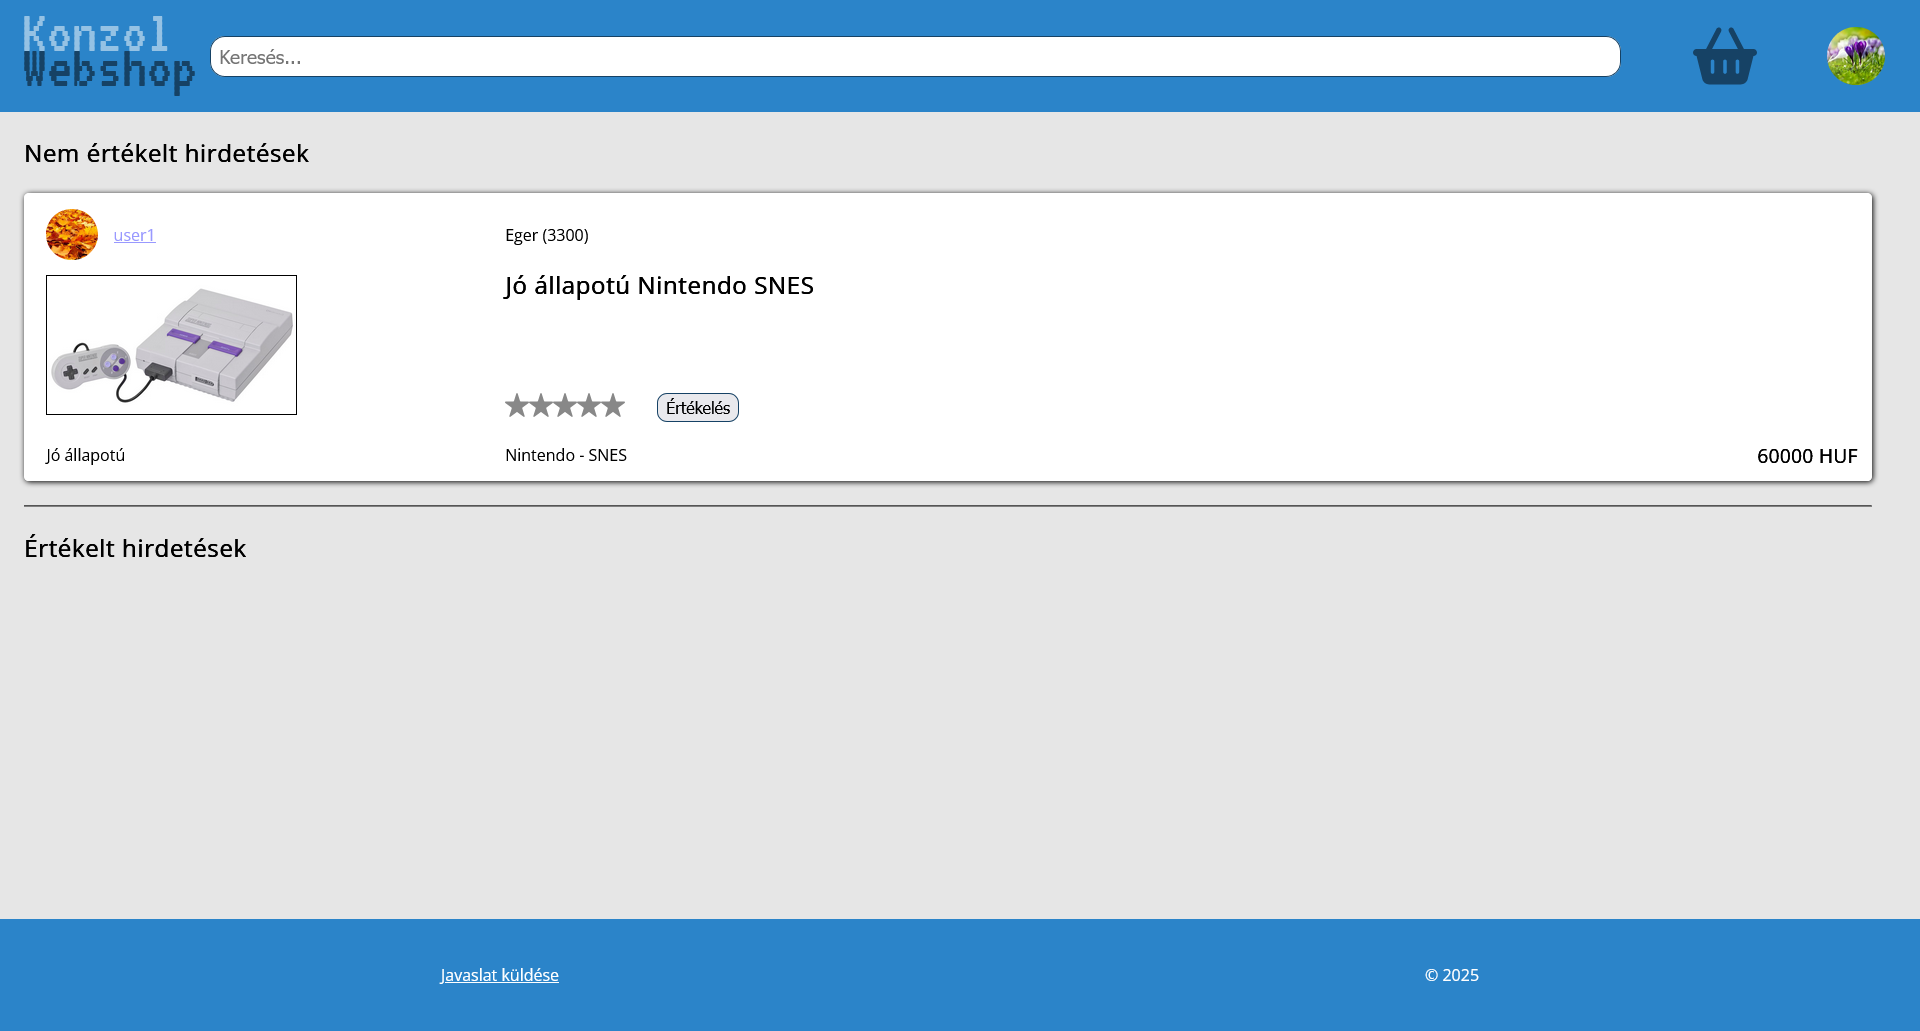 Konzol
Webshop
Keresés...
Nem értékelt hirdetések
user1
Eger (3300)
Jó állapotú Nintendo SNES
Értékelés
Jó állapotú
Nintendo - SNES
60000 HUF
Értékelt hirdetések
Javaslat küldése
© 2025